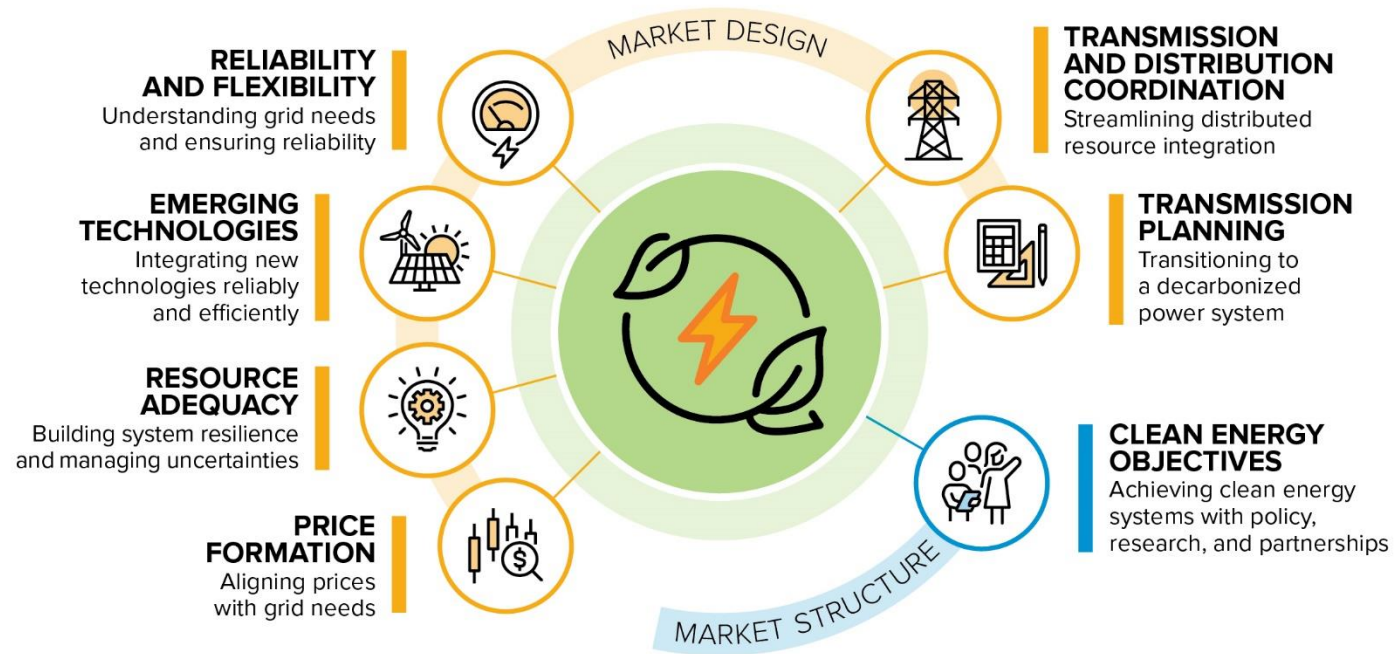 MARKET DESIGN
RELIABILITY
AND FLEXIBILITY
Understanding grid needs
and ensuring reliability
EMERGING
TECHNOLOGIES
Integrating new
technologies reliably
and efficiently
RESOURCE
ADEQUACY
Building system resilience
and managing uncertainties
PRICE
FORMATION
Aligning prices
with grid needs
$
TRANSMISSION
AND DISTRIBUTION
COORDINATION
Streamlining distributed
resource integration
TRANSMISSION
PLANNING
Transitioning to
a decarbonized
power system
CLEAN ENERGY
OBJECTIVES
Achieving clean energy
systems with policy,
research, and partnerships
MARKET STRUCTURE